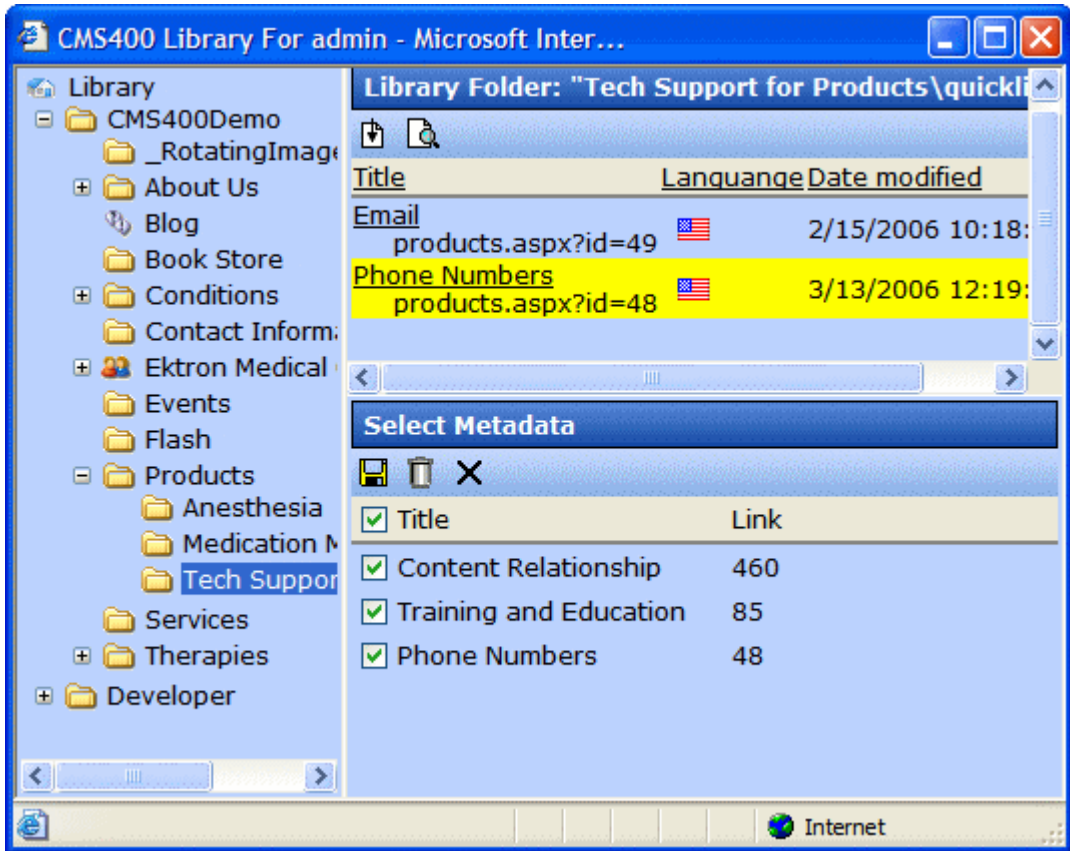 CMS400 Library For admin - Microsoft Inter...
Library
CMS400Demo
_RotatingImage
About Us
Blog
Book Store
Conditions
Contact Informa
Ektron Medical
Events
Flash
Products
Anesthesia
Medication M
Tech Suppor
Services
Therapies
Developer
Library Folder: "Tech Support for Products\quickli
Title Languange Date modified
Email
products.aspx?id=49 2/15/2006 10:18:
Phone Numbers
products.aspx?id=48 3/13/2006 12:19:
Select Metadata
Title Link
Content Relationship 460
Training and Education 85
Phone Numbers 48
Internet